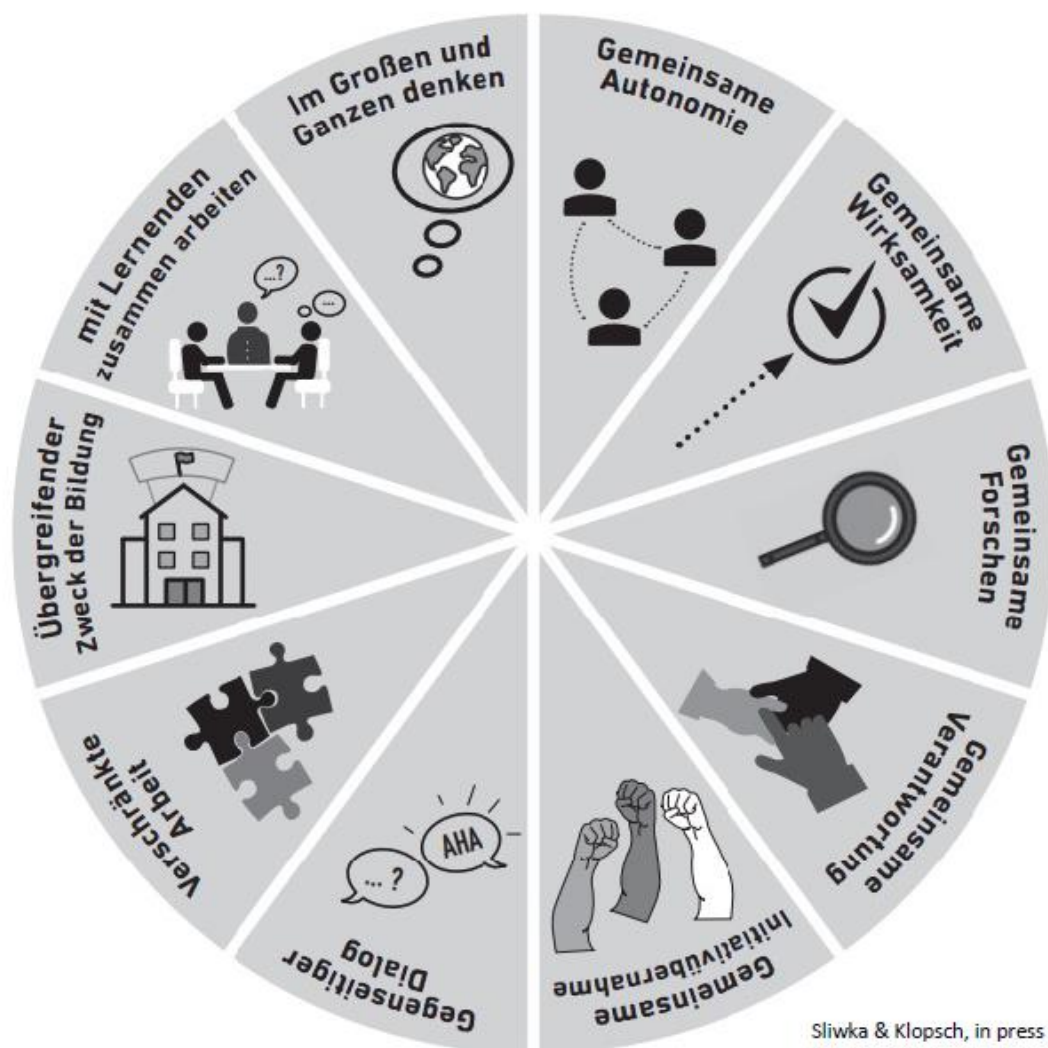 Gemeinsame
Autonomie
Gemeinsame
Wirksamkeit
...?
...
Gemeinsame
Forschen
Gemeinsame
Verantwortung
Gemeinsame
Initiativübernahme
Gegenseitiger
Dialog
... ?
AHA
Verschränkte
Arbeit
Übergreifender
Zweck der Bildung
mit Lernenden
zusammen arbeiten
Im Großen und
Ganzen denken
Sliwka & Klopsch, in press